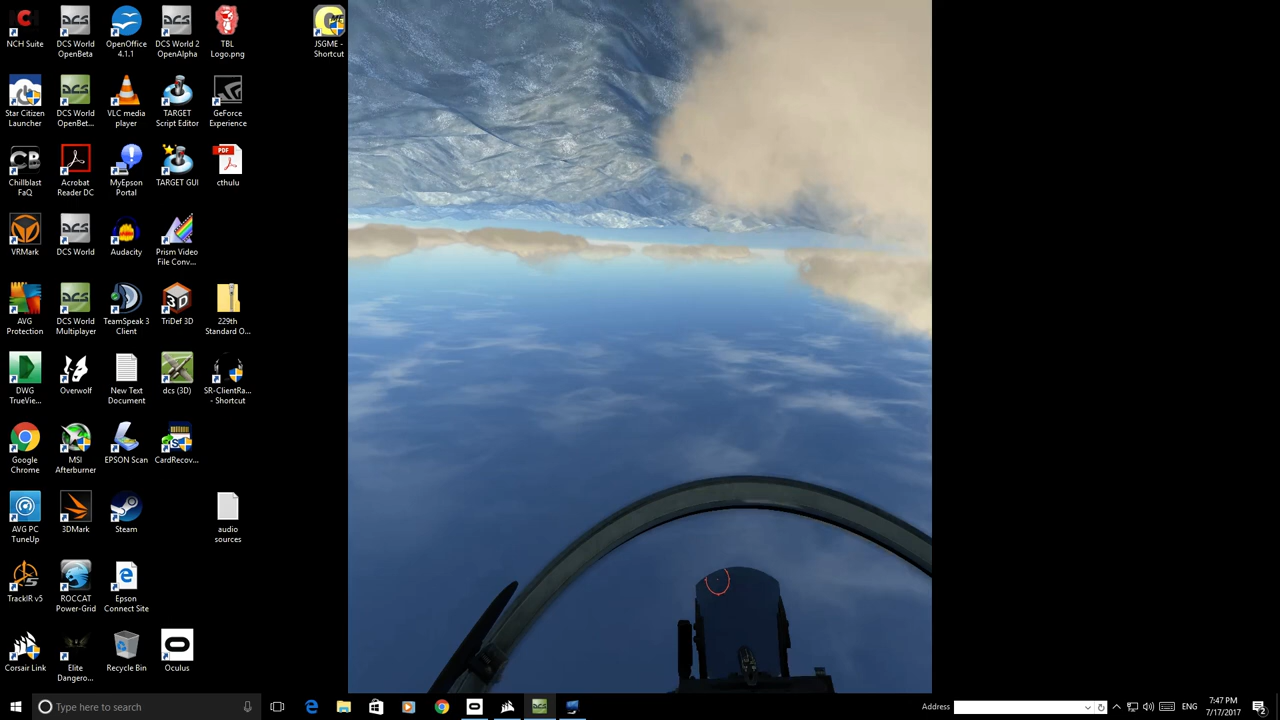 NCH Suite
DCS World
OpenBeta
OpenOffice
4.1.1
DCS World 2
OpenAlpha
TBL
Logo.png
JSGME -
Shortcut
Star Citizen
Launcher
DCS World
OpenBet...
VLC media
player
TARGET
Script Editor
GeForce
Experience
CB
Chillblast
FaQ
Acrobat
Reader DC
MyEpson
Portal
TARGET GUI
PDF
cthulu
VRMark
DCS World
Audacity
Prism Video
File Conv...
AVG
Protection
DCS World
Multiplayer
TeamSpeak 3
Client
3D
TriDef 3D
229th
Standard O...
DWG
TrueVie...
Overwolf
New Text
Document
dcs (3D)
SR-ClientRa...
- Shortcut
Google
Chrome
MSI
Afterburner
EPSON Scan
CardRecov...
AVG PC
TuneUp
3DMark
Steam
audio
sources
TrackIR v5
ROCCAT
Power-Grid
Epson
Connect Site
Corsair Link
Elite
Dangero...
Recycle Bin
Oculus
Type here to search
Address
ENG
7:47 PM
7/17/2017
2